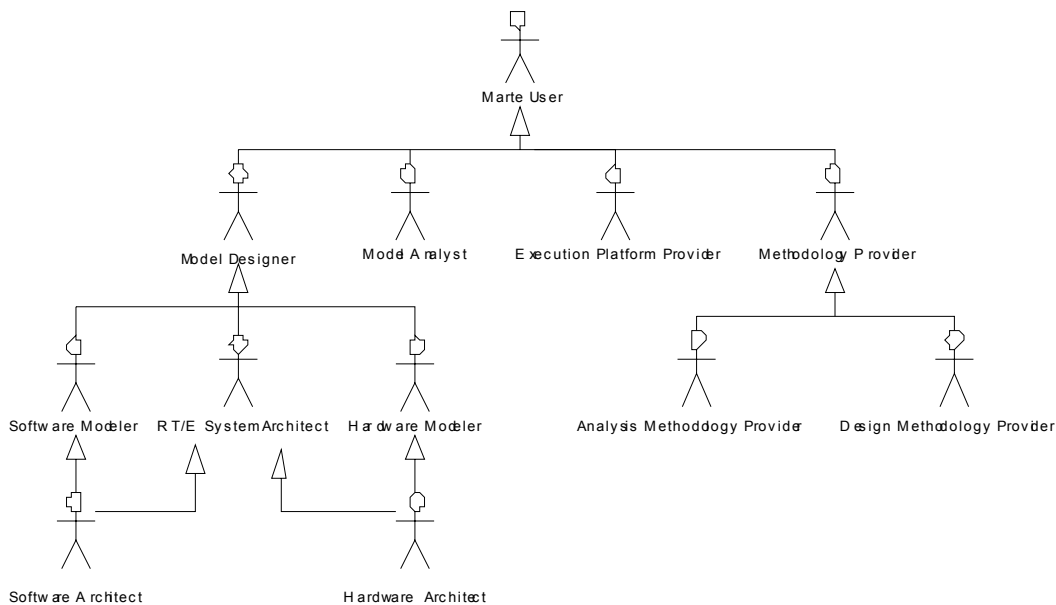 Marte User
Model Designer
Model Analyst
Execution Platform Provider
Methodology Provider
Software Modeler
RT/E System Architect
Hardware Modeler
Analysis Methodology Provider
Design Methodology Provider
Software Architect
Hardware Architect